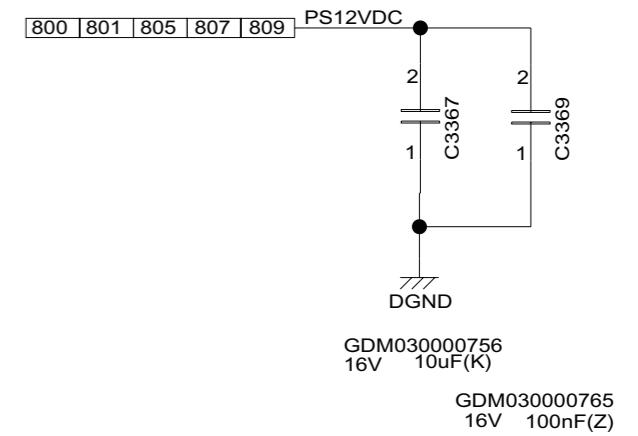 800 801 805 807 809 PS12VDC
2 2
C3367 C3369
1 1
DGND
GDM030000756
16V 10uF(K)
GDM030000765
16V 100nF(Z)